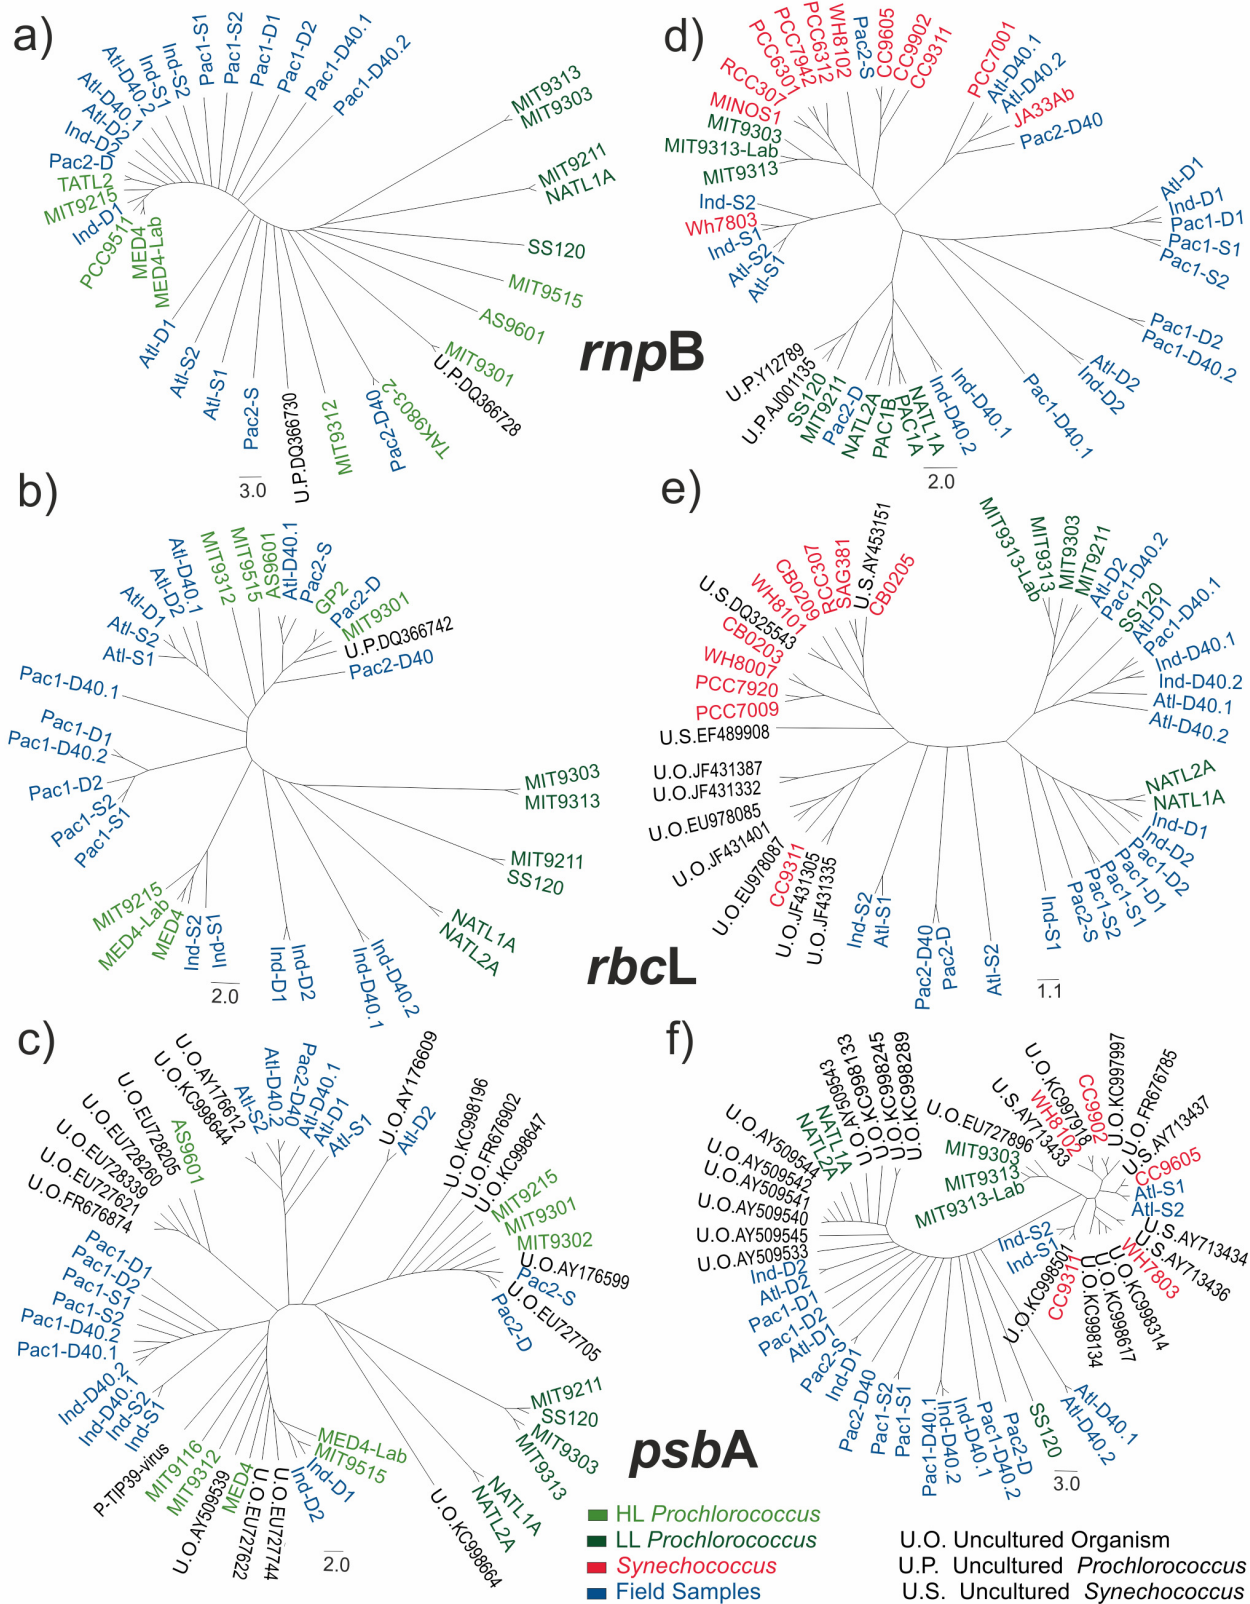 a)
Atl-D40.2
Ind-S1
Ind-S2
Pac1-S1
Pac1-S2
Pac1-D1
Pac1-D2
Pac1-D40.1
Pac1-D40.2
Atl-D40.1
Atl-D2
Ind-D2
Pac2-D
TATL2
MIT9215
Ind-D1
PCC9511
MED4
MED4-Lab
MIT9313
MIT9303
MIT9211
NATL1A
SS120
MIT9515
AS9601
MIT9301
U.P.DQ366728
TAK9803-2
Pac2-D40
MIT9312
U.P.DQ366730
Pac2-S
Atl-S1
Atl-S2
Atl-D1
3.0
d)
MINOS1
RCC307
PCC6301
PCC7942
PCC6312
WH8102
Pac2-S
CC9605
CC9902
CC9311
PCC7001
Atl-D40.1
Atl-D40.2
JA33Ab
Pac2-D40
MIT9303
MIT9313-Lab
MIT9313
Ind-S2
Wh7803
Ind-S1
Atl-S2
Atl-S1
Atl-D1
Ind-D1
Pac1-D1
Pac1-S1
Pac1-S2
Pac1-D2
Pac1-D40.2
Atl-D2
Ind-D2
Pac1-D40.1
Ind-D40.1
Ind-D40.2
NATL1A
PAC1A
PAC1B
NATL2A
Pac2-D
MIT9211
SS120
U.P.AJ001135
U.P.Y12789
2.0
rnpB
b)
Atl-S1
Atl-S2
Atl-D1
Atl-D2
Atl-D40.1
MIT9312
MIT9515
AS9601
Atl-D40.1
Pac2-S
GP2
Pac2-D
MIT9301
U.P.DQ366742
Pac2-D40
Pac1-D40.1
Pac1-D1
Pac1-D40.2
Pac1-D2
Pac1-S2
Pac1-S1
MIT9303
MIT9313
MIT9211
SS120
NATL1A
NATL2A
Ind-D40.2
Ind-D40.1
Ind-D2
Ind-D1
Ind-S1
Ind-S2
MED4
MED4-Lab
MIT9215
2.0
e)
U.S.EF489908
PCC7009
PCC7920
WH8007
CB0203
U.S.DQ325543
WH8101
CB0209
RCC307
SAG381
U.S.AY453151
CB0205
MIT9313-Lab
MIT9313
MIT9303
MIT9211
Atl-D2
Pac1-D40.2
SS120
Atl-D1
Pac1-D40.1
Ind-D40.1
Ind-D40.2
Atl-D40.1
Atl-D40.2
NATL2A
NATL1A
Ind-D1
Ind-D2
Pac1-D2
Pac1-D1
Pac1-S1
Pac1-S2
Pac2-S
Ind-S1
Atl-S2
Pac2-D
Pac2-D40
Atl-S1
Ind-S2
U.O.JF431335
U.O.JF431305
CC9311
U.O.EU978087
U.O.JF431401
U.O.EU978085
U.O.JF431332
U.O.JF431387
1.1
rbcL
c)
U.O.FR676874
U.O.EU727621
U.O.EU728339
U.O.EU728260
U.O.EU728205
AS9601
U.O.KC998644
U.O.AY176612
Atl-S2
Atl-D40.2
Pac2-D40
Atl-D40.1
Atl-D1
Atl-S1
U.O.AY176609
Atl-D2
U.O.KC998196
U.O.FR676902
U.O.KC998647
MIT9215
MIT9301
MIT9302
U.O.AY176599
Pac2-S
U.O.EU727705
Pac2-D
Pac1-D1
Pac1-D2
Pac1-S1
Pac1-S2
Pac1-D40.2
Pac1-D40.1
Ind-D40.2
Ind-D40.1
Ind-S2
Ind-S1
P-TIP39-virus
MIT9116
MIT9312
U.O.AY509539
MED4
U.O.EU727622
U.O.EU727744
Ind-D2
Ind-D1
MIT9515
MED4-Lab
U.O.KC998664
NATL2A
NATL1A
MIT9313
MIT9303
SS120
MIT9211
2.0
f)
U.O.AY509533
U.O.AY509545
U.O.AY509540
U.O.AY509541
U.O.AY509542
U.O.AY509544
NATL2A
NATL1A
U.O.AY509543
U.O.KC998133
U.O.KC998245
U.O.KC998289
U.O.EU727896
MIT9303
MIT9313
MIT9313-Lab
U.S.AY713433
WH8102
U.O.KC997918
CC9902
U.O.KC997997
U.O.FR676785
U.S.AY713437
CC9605
Atl-S1
Atl-S2
U.S.AY713434
U.S.AY713436
WH7803
U.O.KC998314
U.O.KC998617
U.O.KC998134
CC9311
U.O.KC998501
Ind-S1
Ind-S2
Ind-D2
Atl-D2
Pac1-D1
Pac1-D2
Atl-D1
Pac2-S
Ind-D1
Pac2-D40
Pac1-S2
Pac1-S1
Pac1-D40.1
Ind-D40.2
Ind-D40.1
Pac1-D40.2
Pac2-D
SS120
Atl-D40.2
Atl-D40.1
3.0
psbA
HL Prochlorococcus
LL Prochlorococcus
Synechococcus
Field Samples
U.O. Uncultured Organism
U.P. Uncultured Prochlorococcus
U.S. Uncultured Synechococcus